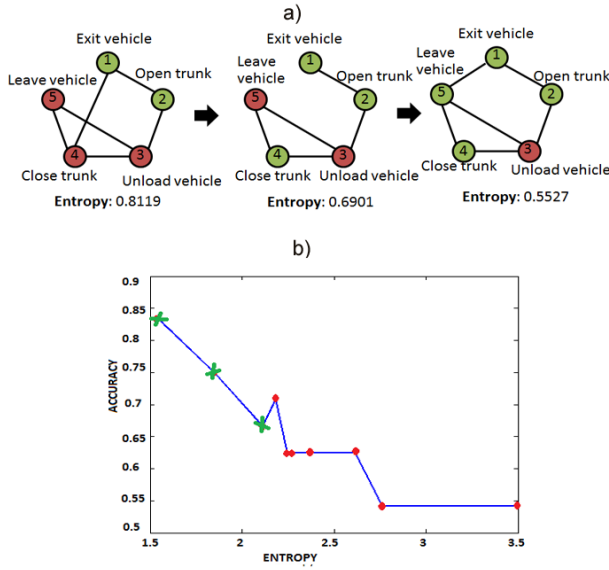 a)
Exit vehicle
1
Open trunk
2
Leave vehicle
5
4
3
Close trunk
Unload vehicle
Entropy: 0.8119
Exit vehicle
1
Leave
vehicle
Open trunk
5
2
4
3
Close trunk
Unload vehicle
Entropy: 0.6901
Exit vehicle
1
Leave
vehicle
Open trunk
5
2
4
3
Close trunk
Unload vehicle
Entropy: 0.5527
b)
0.9
0.85
0.8
0.75
0.7
0.65
0.6
0.55
0.5
ACCURACY
1.5
2
2.5
3
3.5
ENTROPY